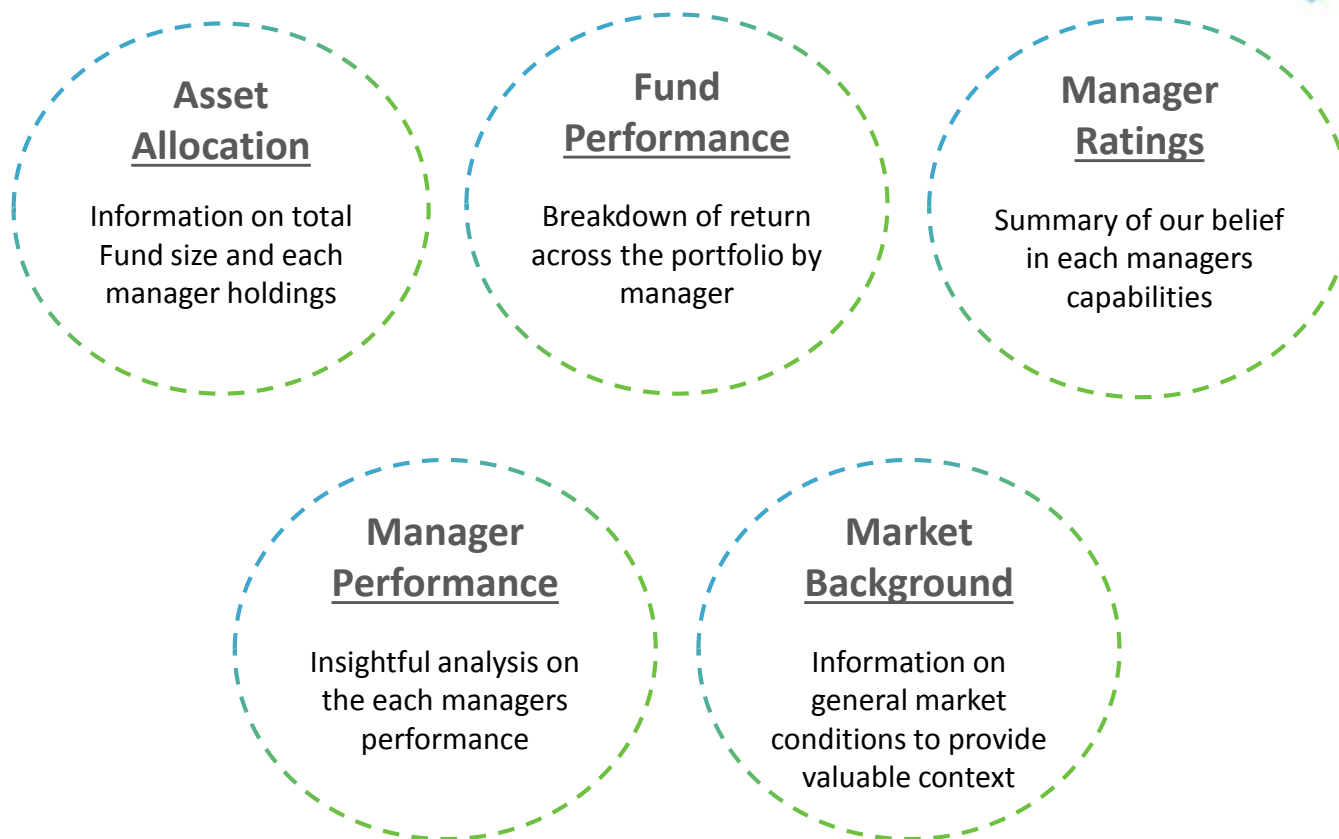 Asset
Allocation
Information on total
Fund size and each
manager holdings
Fund
Performance
Breakdown of return
across the portfolio by
manager
Manager
Ratings
Summary of our belief
in each managers
capabilities
Manager
Performance
Insightful analysis on
the each managers
performance
Market
Background
Information on
general market
conditions to provide
valuable context